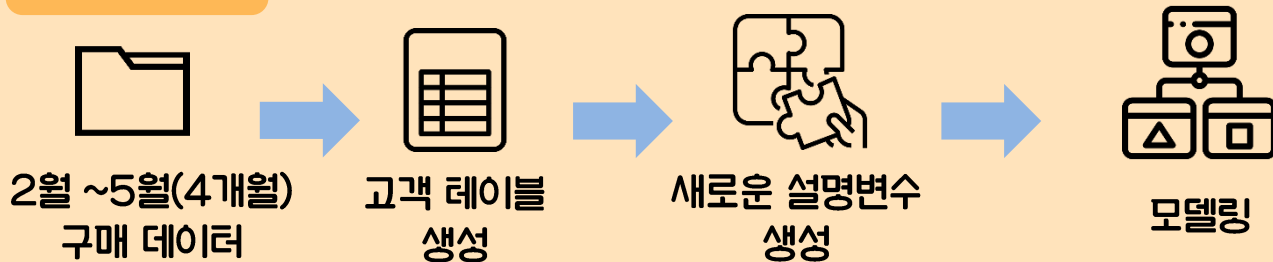 2월 ~5월(4개월)
구매 데이터
고객 테이블
생성
새로운 설명변수
생성
모델링